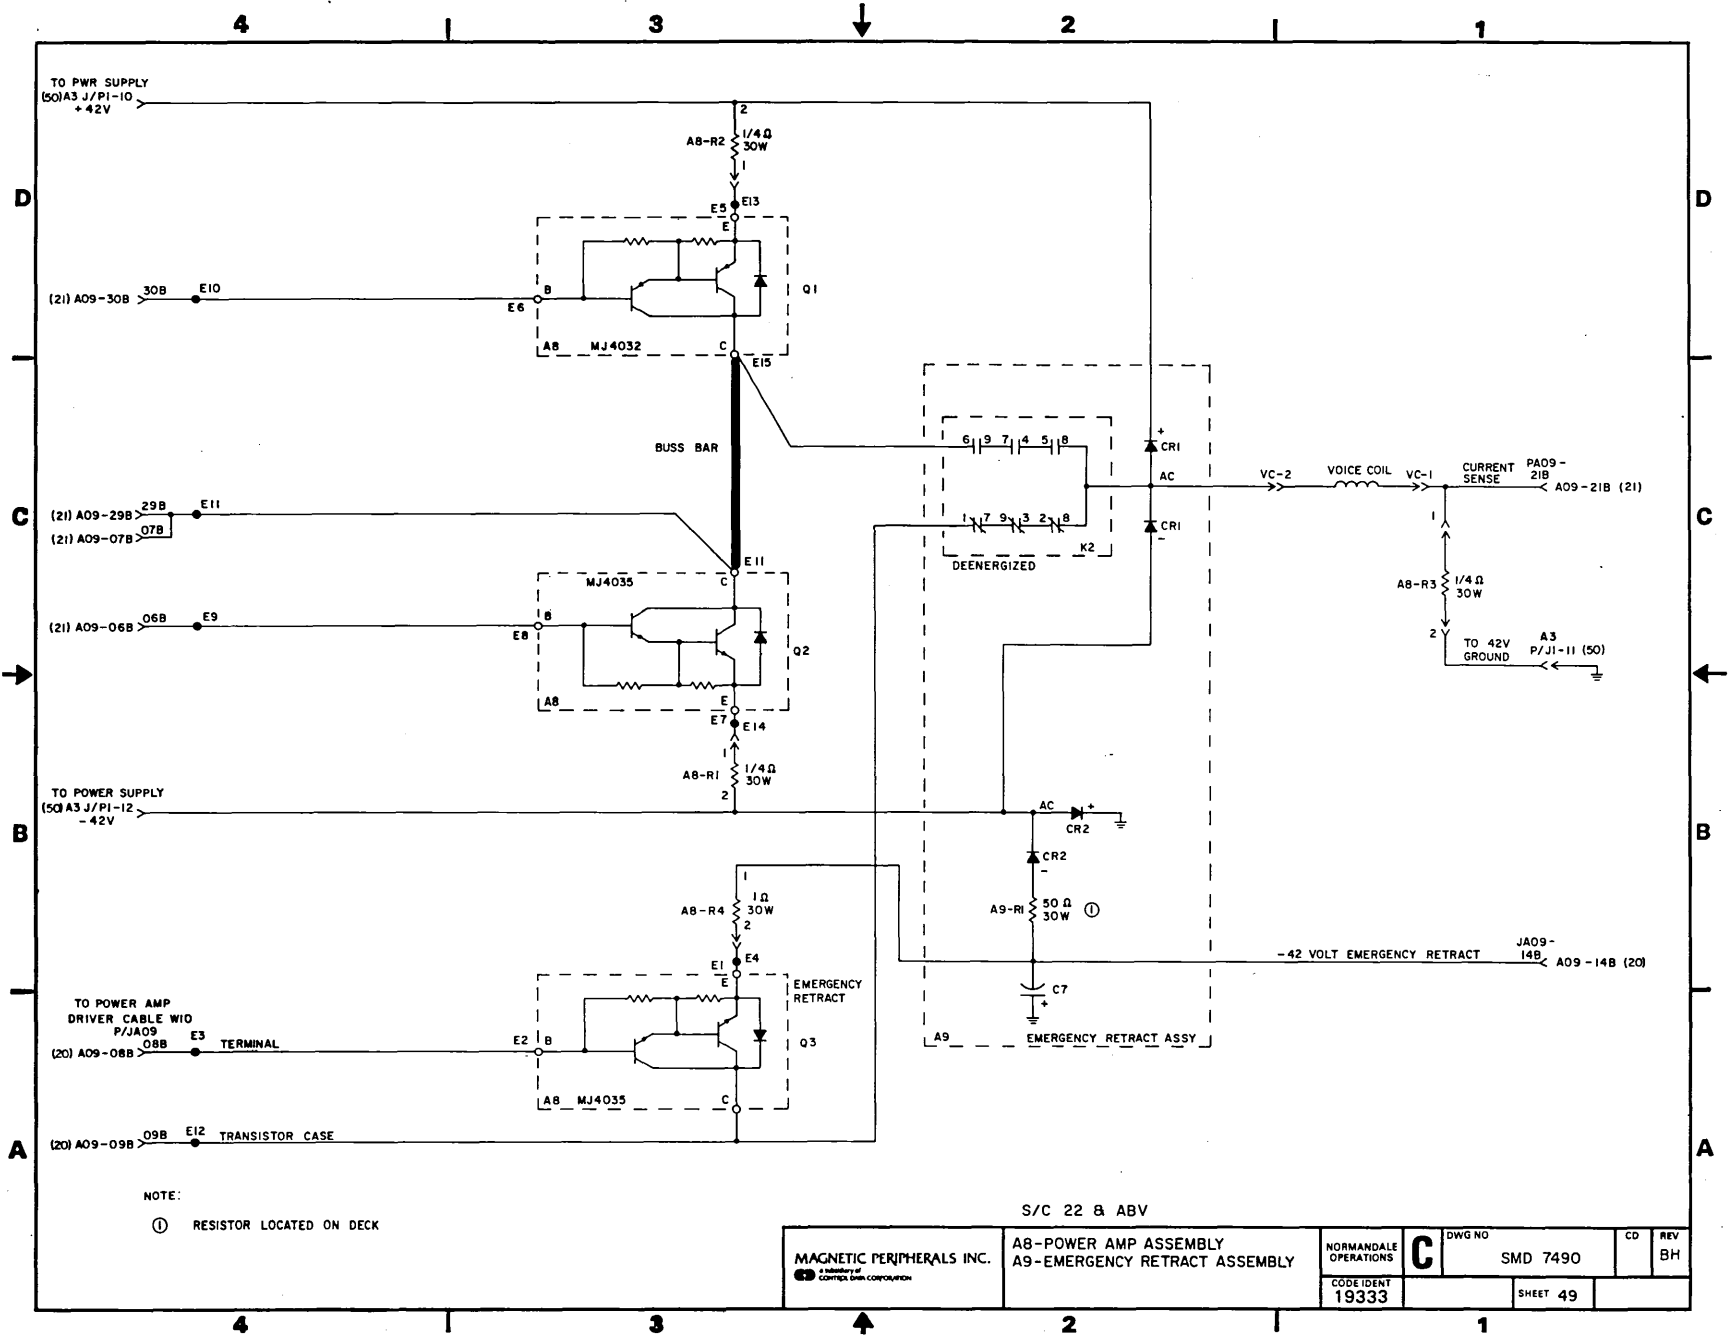 4 3 2 1
TO PWR SUPPLY
(50)A3 J/P1-10
+42V
2
A8-R2
1/4Ω
30W
1
D
D
E5
E13
E
Q1
(21) A09-30B
30B
E10
B
E6
A8 MJ4032
C
E15
BUSS BAR
6 9 7 4 5 8
+
CR1
AC
VC-2
VOICE COIL
VC-1
CURRENT
SENSE
PA09-
21B
A09-21B (21)
C
C
(21) A09-29B
29B
E11
(21) A09-07B
07B
1 7 9 3 2 8
CR1
-
K2
DEENERGIZED
1
A8-R3
1/4Ω
30W
2
TO 42V
GROUND
A3
P/J1-11 (50)
E11
MJ4035
C
(21) A09-06B
06B
E9
B
E8
Q2
A8
E
E7
E14
1
A8-R1
1/4Ω
30W
2
TO POWER SUPPLY
(50)A3 J/P1-12
-42V
AC
+
CR2
B
B
CR2
-
1
A8-R4
1Ω
30W
2
A9-R1
50Ω
30W
①
-42 VOLT EMERGENCY RETRACT
JA09-
14B
A09-14B (20)
E1
E4
E
EMERGENCY
RETRACT
C7
+
TO POWER AMP
DRIVER CABLE W10
P/JA09
(20) A09-08B
08B
E3
TERMINAL
E2
B
Q3
A9
EMERGENCY RETRACT ASSY
A8 MJ4035
C
(20) A09-09B
09B
E12
TRANSISTOR CASE
A
A
NOTE:
① RESISTOR LOCATED ON DECK
S/C 22 & ABV
MAGNETIC PERIPHERALS INC.
a subsidiary of
CONTROL DATA CORPORATION
A8-POWER AMP ASSEMBLY
A9-EMERGENCY RETRACT ASSEMBLY
NORMANDALE
OPERATIONS
C
DWG NO
SMD 7490
CD
REV
BH
CODE IDENT
19333
SHEET 49
4 3 2 1